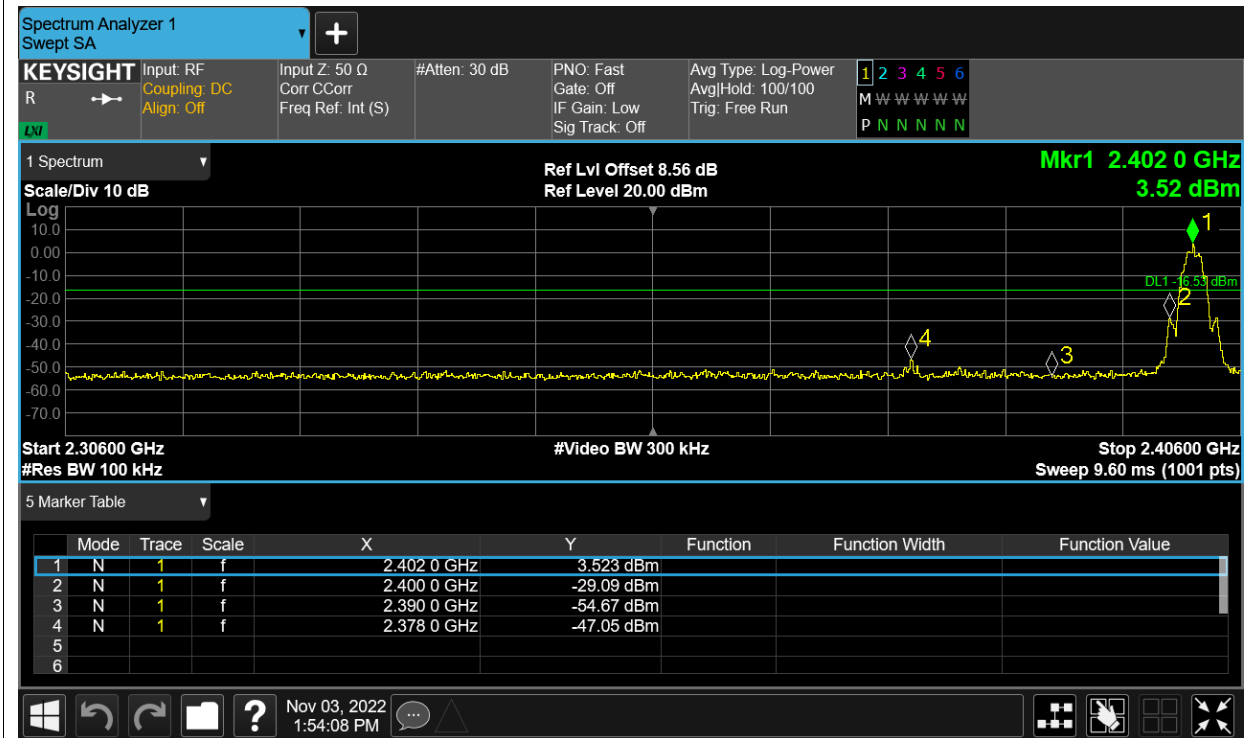 Spectrum Analyzer 1
Swept SA
+
KEYSIGHT
R
LXI
Input: RF
Coupling: DC
Align: Off
Input Z: 50 Ω
Corr CCorr
Freq Ref: Int (S)
#Atten: 30 dB
PNO: Fast
Gate: Off
IF Gain: Low
Sig Track: Off
Avg Type: Log-Power
Avg|Hold: 100/100
Trig: Free Run
1 2 3 4 5 6
M W W W W W
P N N N N N
1 Spectrum
Scale/Div 10 dB
Ref Lvl Offset 8.56 dB
Ref Level 20.00 dBm
Mkr1 2.402 0 GHz
3.52 dBm
Log
10.0
0.00
-10.0
-20.0
-30.0
-40.0
-50.0
-60.0
-70.0
1
DL1 -16.53 dBm
2
4
3
Start 2.30600 GHz
#Video BW 300 kHz
Stop 2.40600 GHz
#Res BW 100 kHz
Sweep 9.60 ms (1001 pts)
5 Marker Table
Mode Trace Scale X Y Function Function Width Function Value
1 N 1 f 2.402 0 GHz 3.523 dBm
2 N 1 f 2.400 0 GHz -29.09 dBm
3 N 1 f 2.390 0 GHz -54.67 dBm
4 N 1 f 2.378 0 GHz -47.05 dBm
5
6
?
Nov 03, 2022
1:54:08 PM